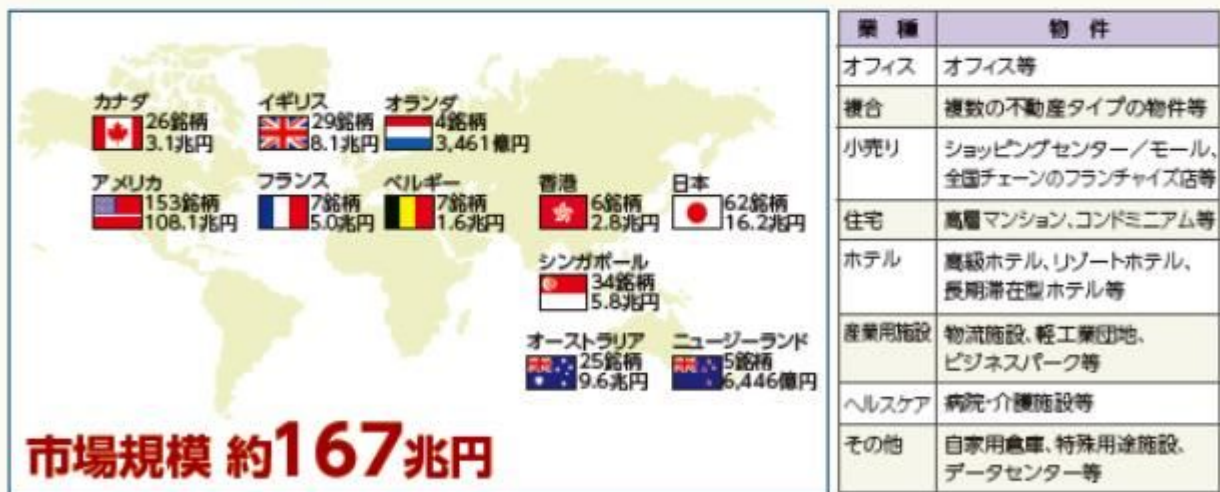 カナダ
26銘柄
3.1兆円
イギリス
29銘柄
8.1兆円
オランダ
4銘柄
3,461億円
アメリカ
153銘柄
108.1兆円
フランス
7銘柄
5.0兆円
ベルギー
7銘柄
1.6兆円
香港
6銘柄
2.8兆円
日本
62銘柄
16.2兆円
シンガポール
34銘柄
5.8兆円
オーストラリア
25銘柄
9.6兆円
ニュージーランド
5銘柄
6,446億円
市場規模 約167兆円
業種 物件
オフィス オフィス等
複合 複数の不動産タイプの物件等
小売り ショッピングセンター／モール、
全国チェーンのフランチャイズ店等
住宅 高層マンション、コンドミニアム等
ホテル 高級ホテル、リゾートホテル、
長期滞在型ホテル等
産業用施設 物流施設、軽工業団地、
ビジネスパーク等
ヘルスケア 病院・介護施設等
その他 自家用倉庫、特殊用途施設、
データセンター等